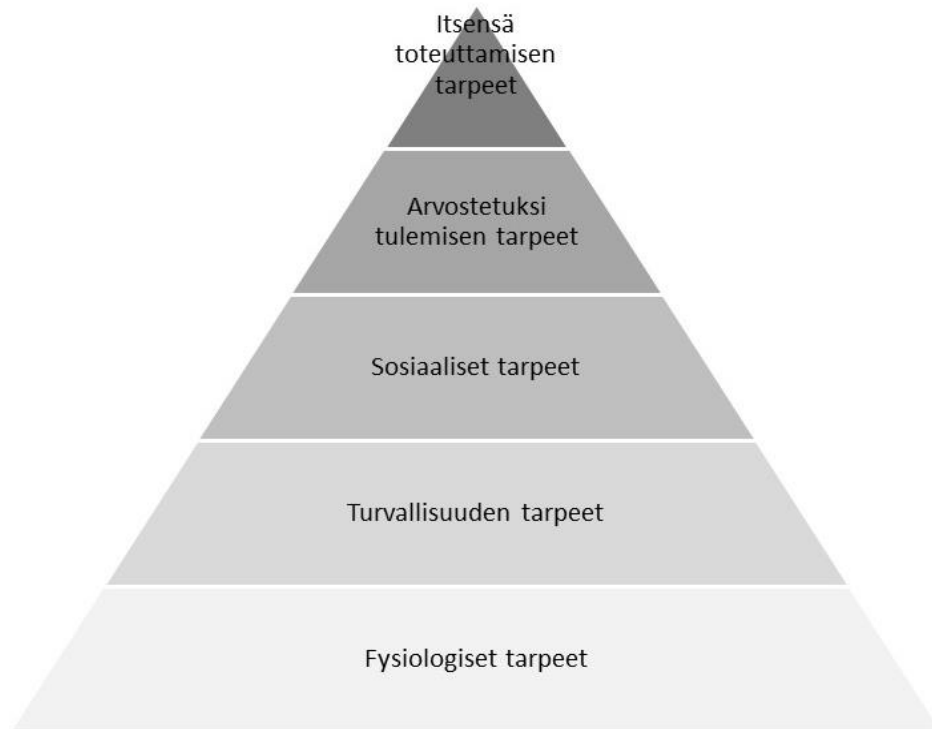 Itsensä
toteuttamisen
tarpeet
Arvostetuksi
tulemisen tarpeet
Sosiaaliset tarpeet
Turvallisuuden tarpeet
Fysiologiset tarpeet